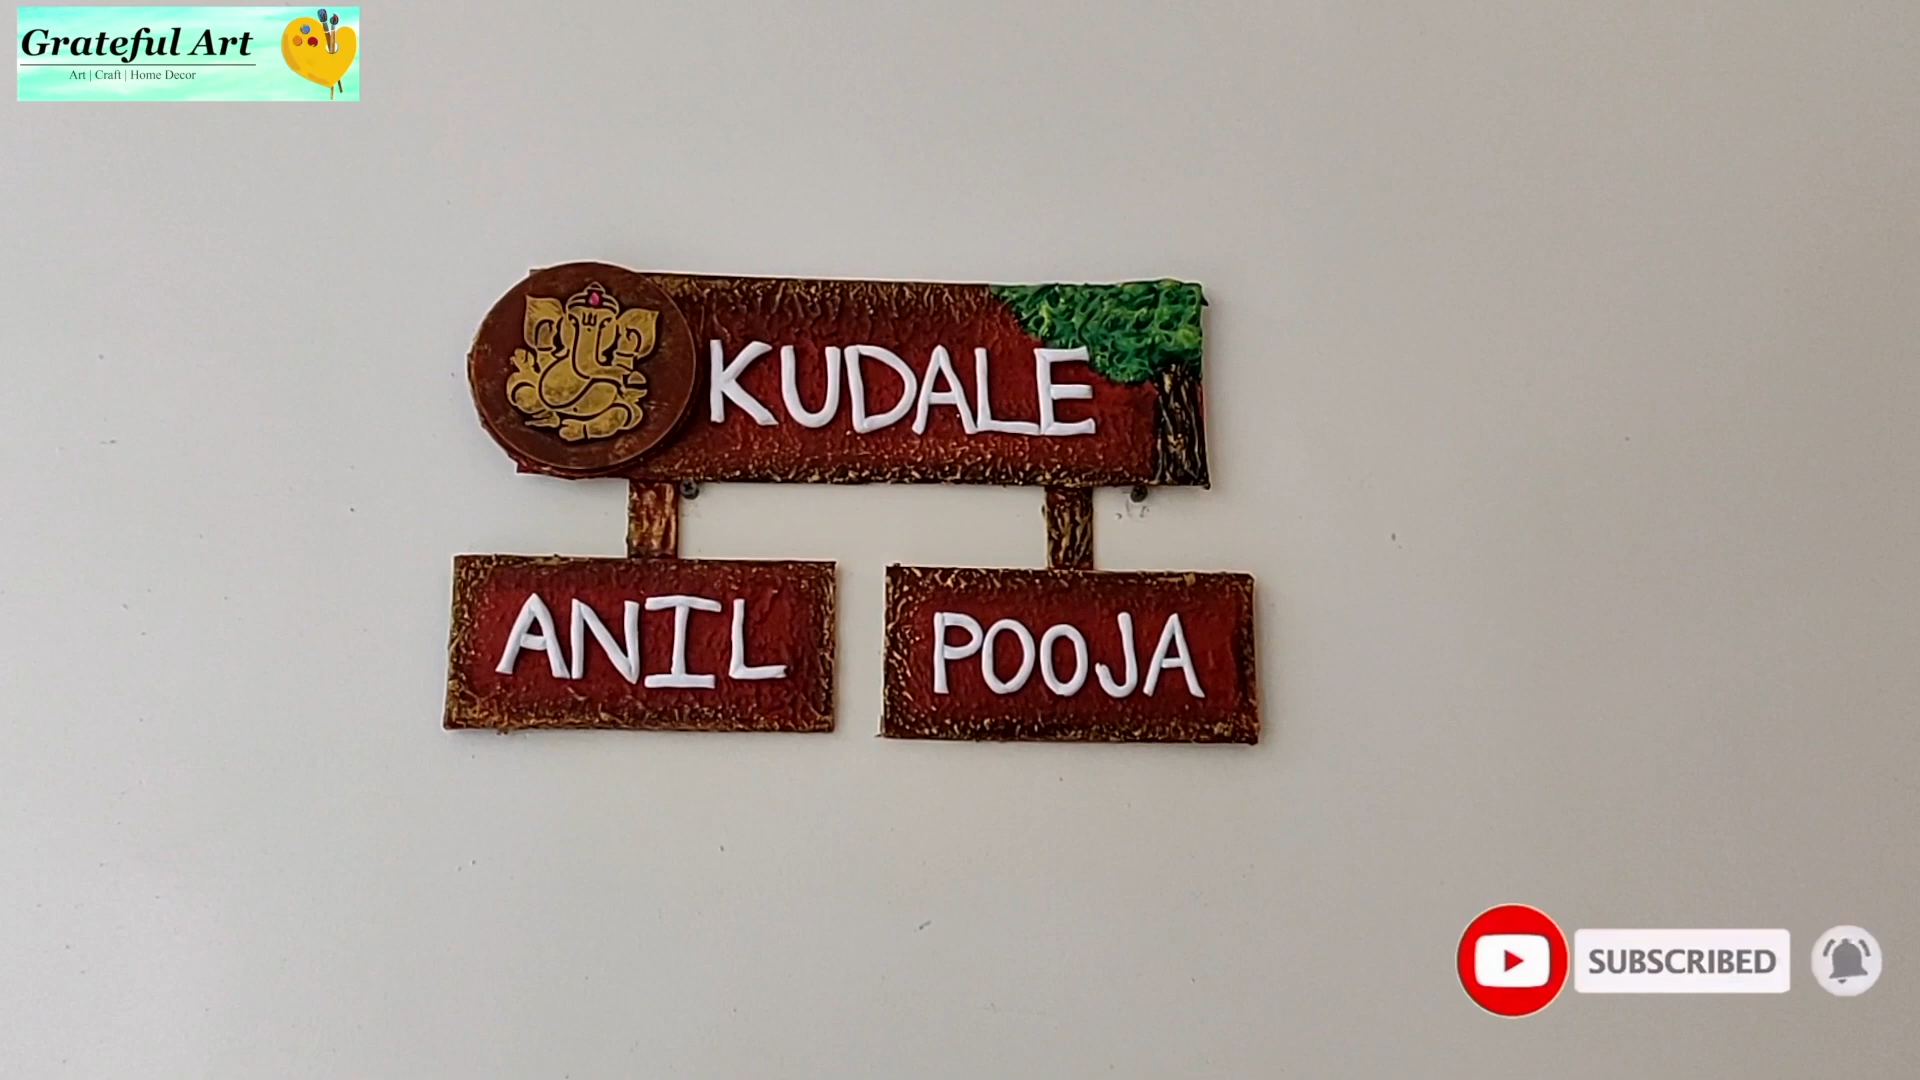 Grateful Art
Art | Craft | Home Decor
KUDALE
ANIL
POOJA
SUBSCRIBED